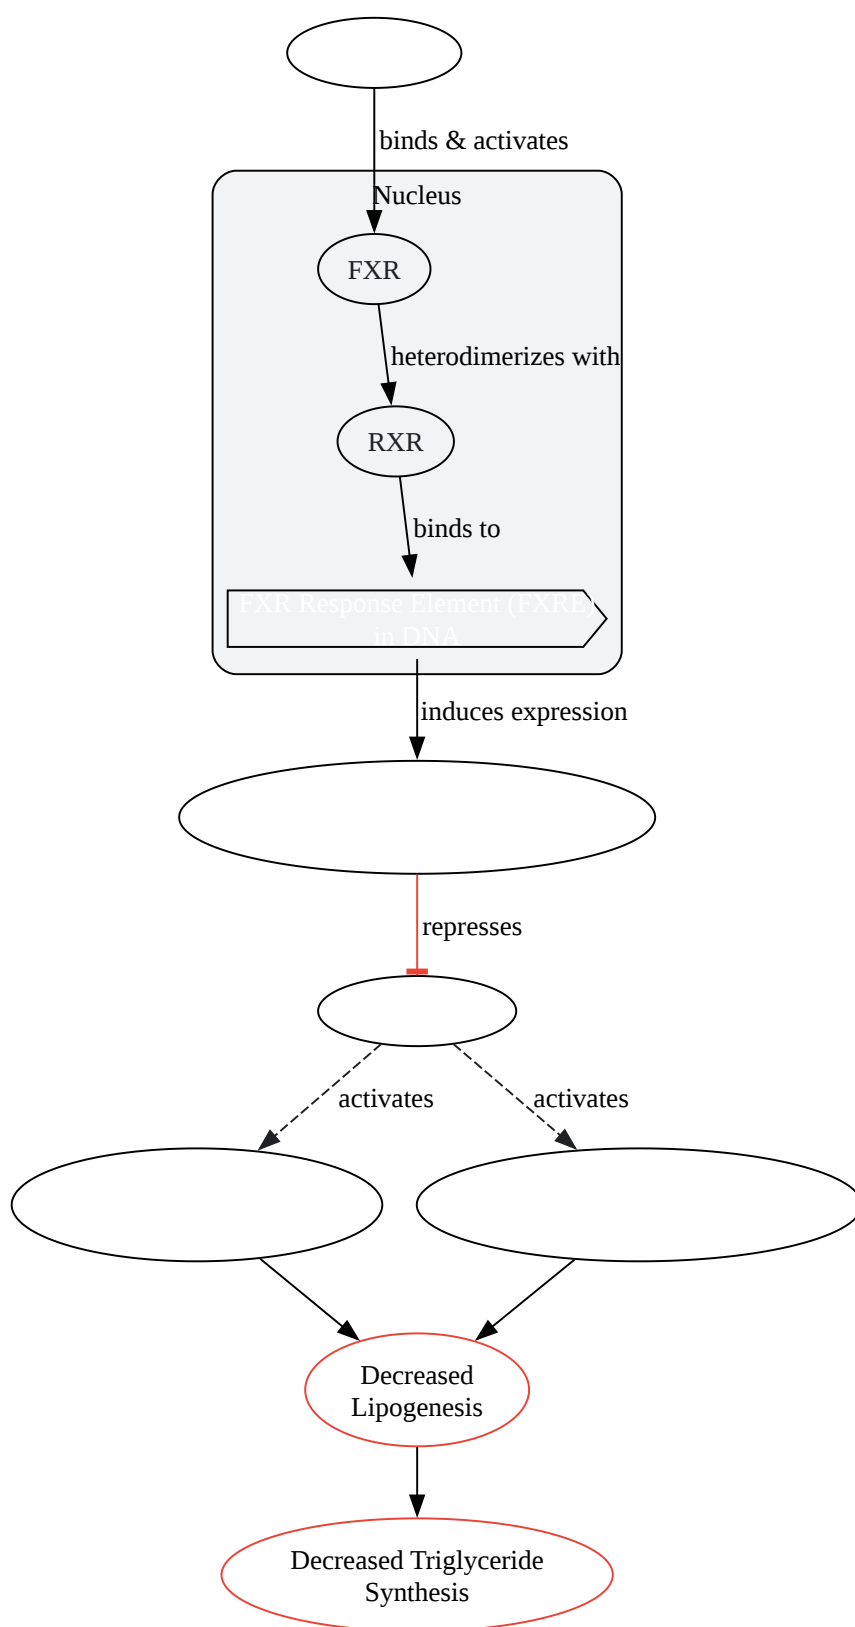 binds & activates
Nucleus
FXR
heterodimerizes with
RXR
binds to
FXR Response Element (FXRE)
in DNA
induces expression
represses
activates
activates
Decreased
Lipogenesis
Decreased Triglyceride
Synthesis